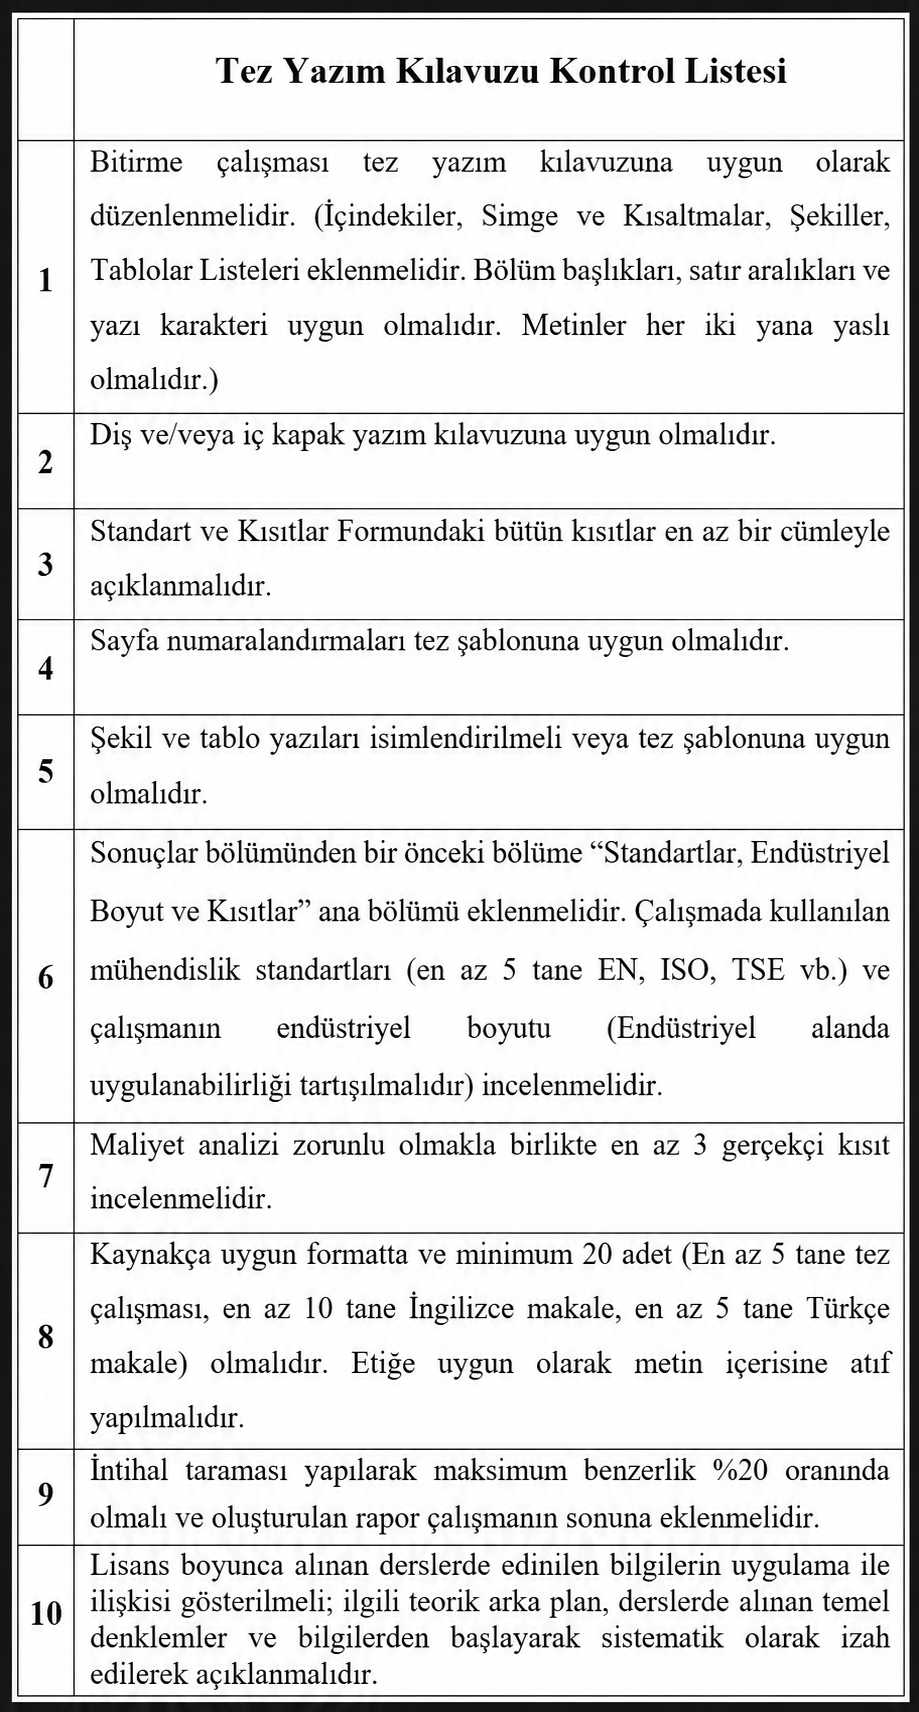 Tez Yazım Kılavuzu Kontrol Listesi
Bitirme çalışması tez yazım kılavuzuna uygun olarak
düzenlenmelidir. (İçindekiler, Simge ve Kısaltmalar, Şekiller,
1
Tablolar Listeleri eklenmelidir. Bölüm başlıkları, satır aralıkları ve
yazı karakteri uygun olmalıdır. Metinler her iki yana yaslı
olmalıdır.)
2
Diş ve/veya iç kapak yazım kılavuzuna uygun olmalıdır.
3
Standart ve Kısıtlar Formundaki bütün kısıtlar en az bir cümleyle
açıklanmalıdır.
4
Sayfa numaralandırmaları tez şablonuna uygun olmalıdır.
5
Şekil ve tablo yazıları isimlendirilmeli veya tez şablonuna uygun
olmalıdır.
Sonuçlar bölümünden bir önceki bölüme “Standartlar, Endüstriyel
Boyut ve Kısıtlar” ana bölümü eklenmelidir. Çalışmada kullanılan
6
mühendislik standartları (en az 5 tane EN, ISO, TSE vb.) ve
çalışmanın endüstriyel boyutu (Endüstriyel alanda
uygulanabilirliği tartışılmalıdır) incelenmelidir.
7
Maliyet analizi zorunlu olmakla birlikte en az 3 gerçekçi kısıt
incelenmelidir.
8
Kaynakça uygun formatta ve minimum 20 adet (En az 5 tane tez
çalışması, en az 10 tane İngilizce makale, en az 5 tane Türkçe
makale) olmalıdır. Etiğe uygun olarak metin içerisine atıf
yapılmalıdır.
9
İntihal taraması yapılarak maksimum benzerlik %20 oranında
olmalı ve oluşturulan rapor çalışmanın sonuna eklenmelidir.
10
Lisans boyunca alınan derslerde edinilen bilgilerin uygulama ile
ilişkisi gösterilmeli; ilgili teorik arka plan, derslerde alınan temel
denklemler ve bilgilerden başlayarak sistematik olarak izah
edilerek açıklanmalıdır.